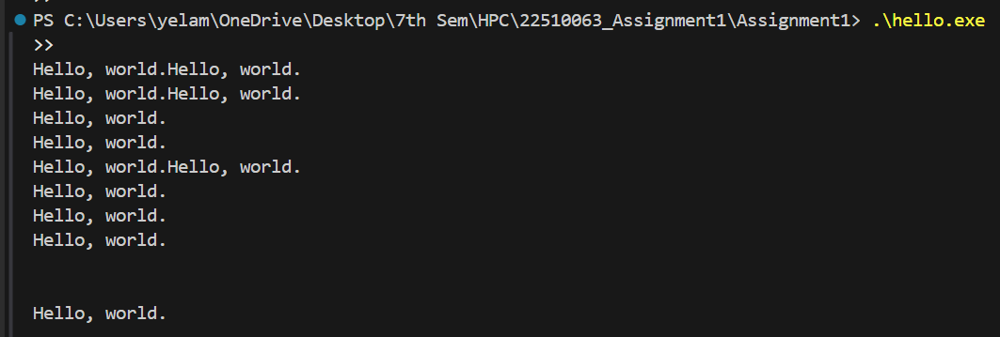 PS C:\Users\yelam\OneDrive\Desktop\7th Sem\HPC\22510063_Assignment1\Assignment1> .\hello.exe
>>
Hello, world.Hello, world.
Hello, world.Hello, world.
Hello, world.
Hello, world.
Hello, world.Hello, world.
Hello, world.
Hello, world.
Hello, world.
Hello, world.